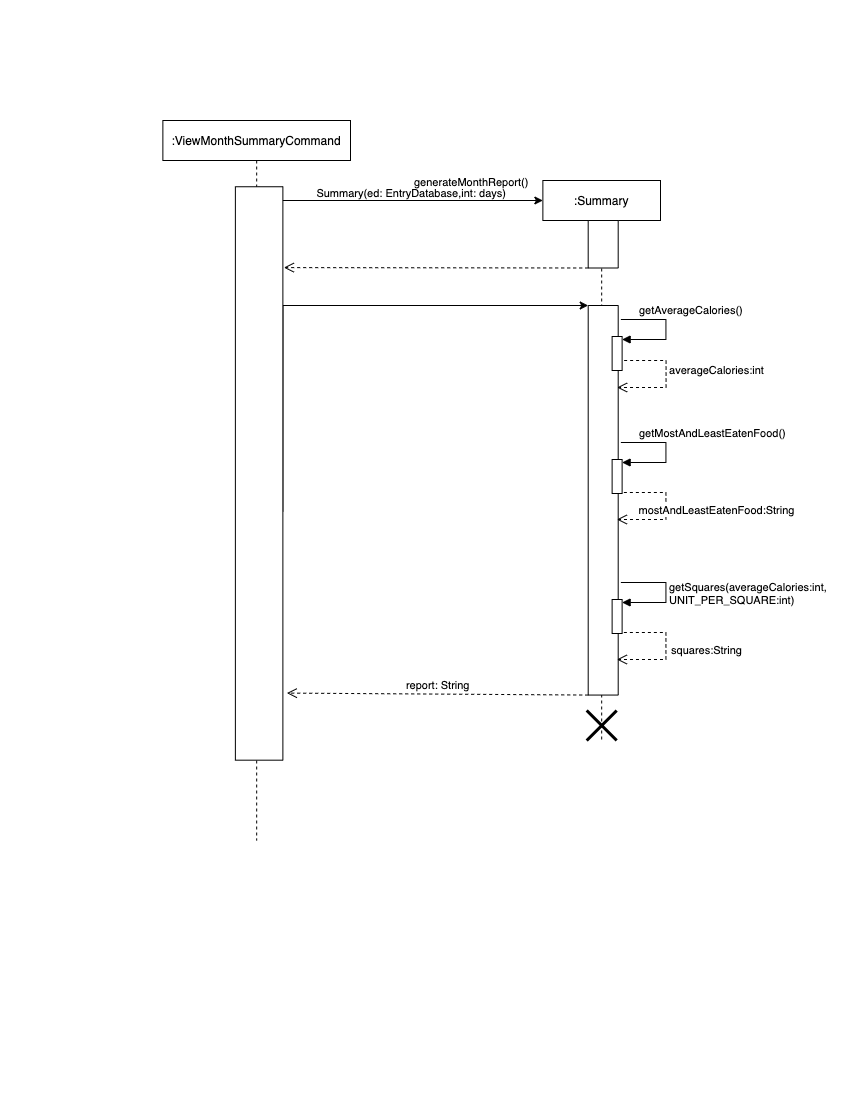 :ViewMonthSummaryCommand
generateMonthReport()
Summary(ed: EntryDatabase,int: days)
:Summary
getAverageCalories()
averageCalories:int
getMostAndLeastEatenFood()
mostAndLeastEatenFood:String
getSquares(averageCalories:int,
UNIT_PER_SQUARE:int)
squares:String
report: String